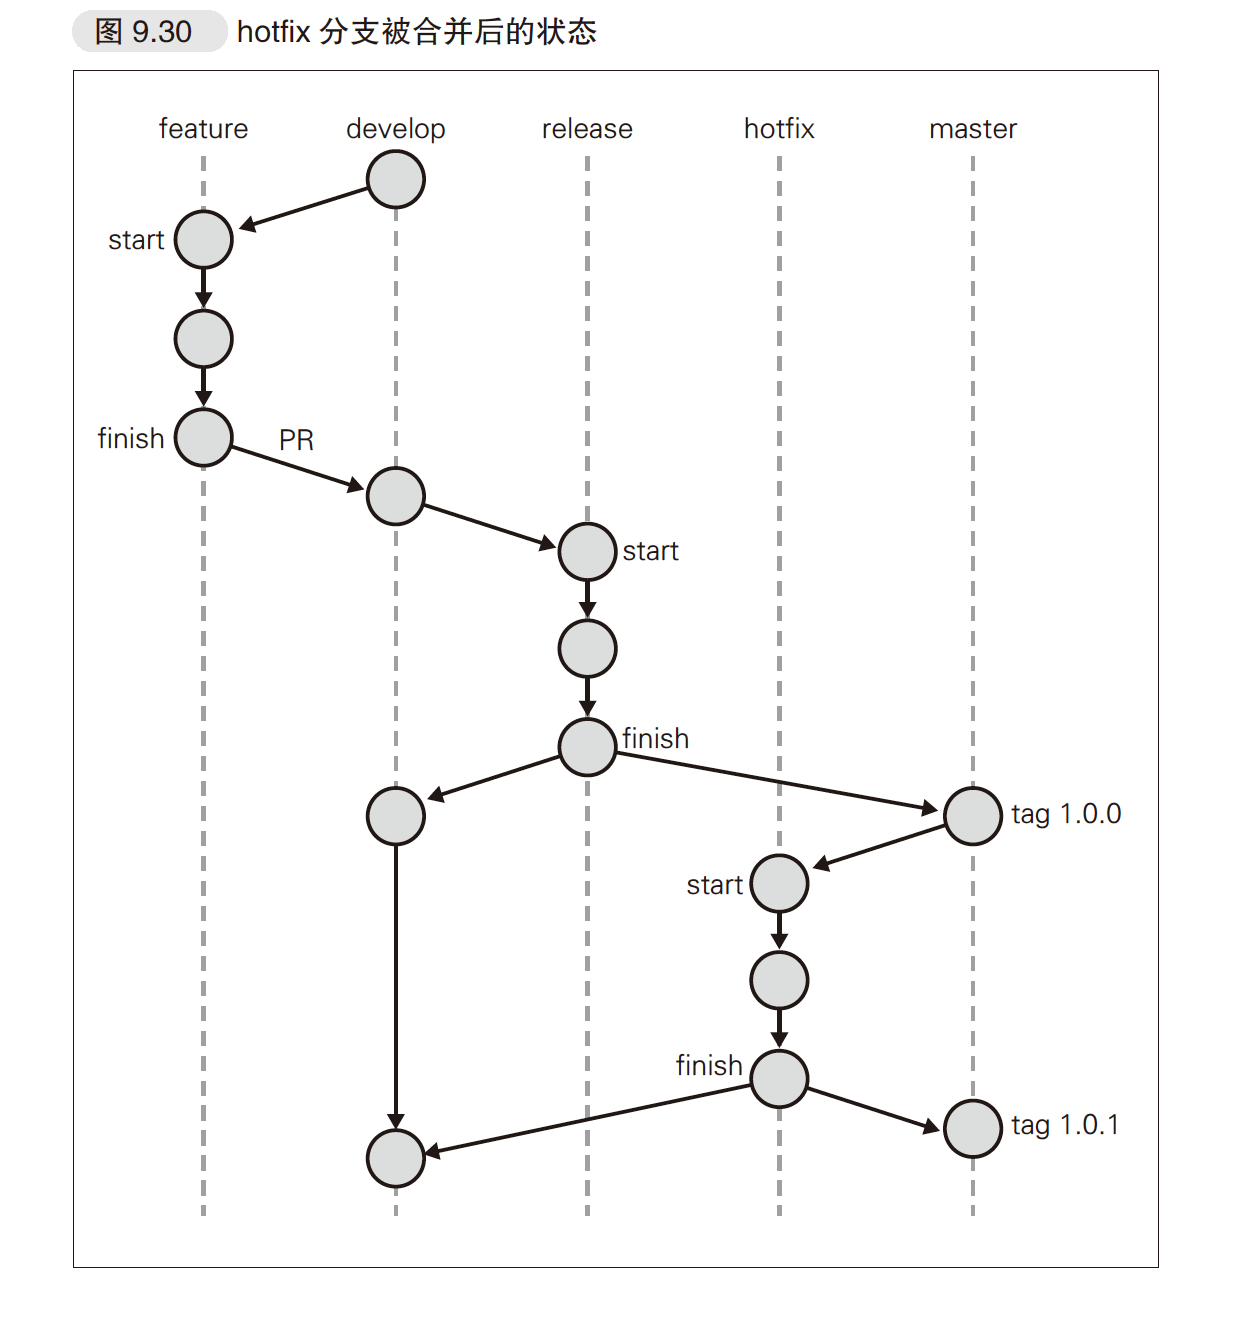 图 9.30 hotfix 分支被合并后的状态
feature develop release hotfix master
start
finish
PR
start
finish
tag 1.0.0
start
finish
tag 1.0.1